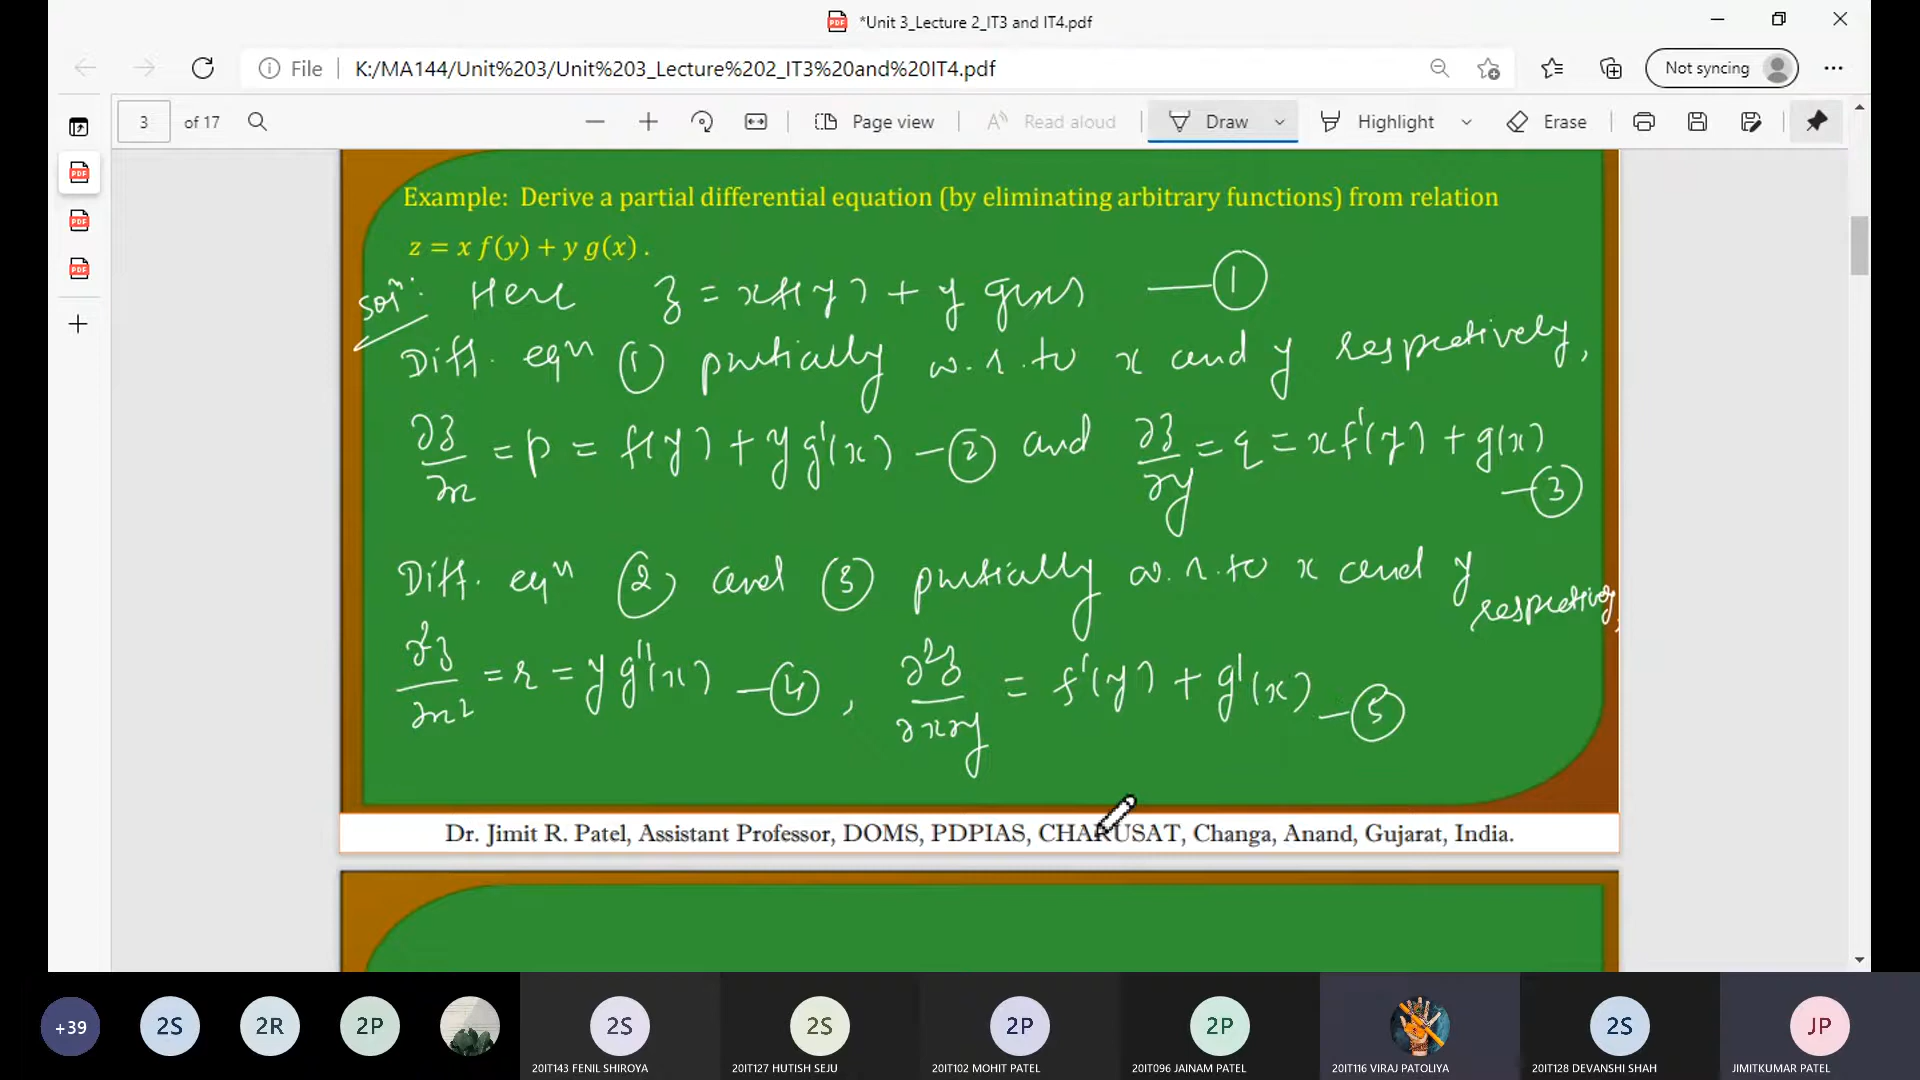 *Unit 3_Lecture 2_IT3 and IT4.pdf
File | K:/MA144/Unit%203/Unit%203_Lecture%202_IT3%20and%20IT4.pdf Not syncing
3 of 17 Page view Read aloud Draw Highlight Erase
Example: Derive a partial differential equation (by eliminating arbitrary functions) from relation
z = x f(y) + y g(x) .
Solⁿ: Here z = xf(y) + y g(x) —①
Diff. eqⁿ ① partially w.r.to x and y respectively,
∂z/∂x = p = f(y) + y g'(x) —② and ∂z/∂y = q = x f'(y) + g(x) —③
Diff. eqⁿ ② and ③ partially w.r.to x and y respectively,
∂²z/∂x² = r = y g''(x) —④ , ∂²z/∂x∂y = f'(y) + g'(x) —⑤
Dr. Jimit R. Patel, Assistant Professor, DOMS, PDPIAS, CHARUSAT, Changa, Anand, Gujarat, India.
+39 2S 2R 2P 2S 2S 2P 2P 2S JP
20IT143 FENIL SHIROYA 20IT127 HUTISH SEJU 20IT102 MOHIT PATEL 20IT096 JAINAM PATEL 20IT116 VIRAJ PATOLIYA 20IT128 DEVANSHI SHAH JIMITKUMAR PATEL